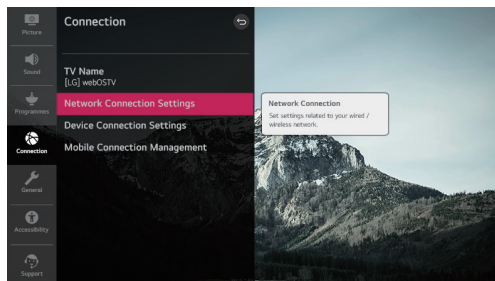 Picture
Sound
Programmes
Connection
General
Accessibility
Support
Connection
TV Name
[LG] webOSTV
Network Connection Settings
Device Connection Settings
Mobile Connection Management
Network Connection
Set settings related to your wired /
wireless network.